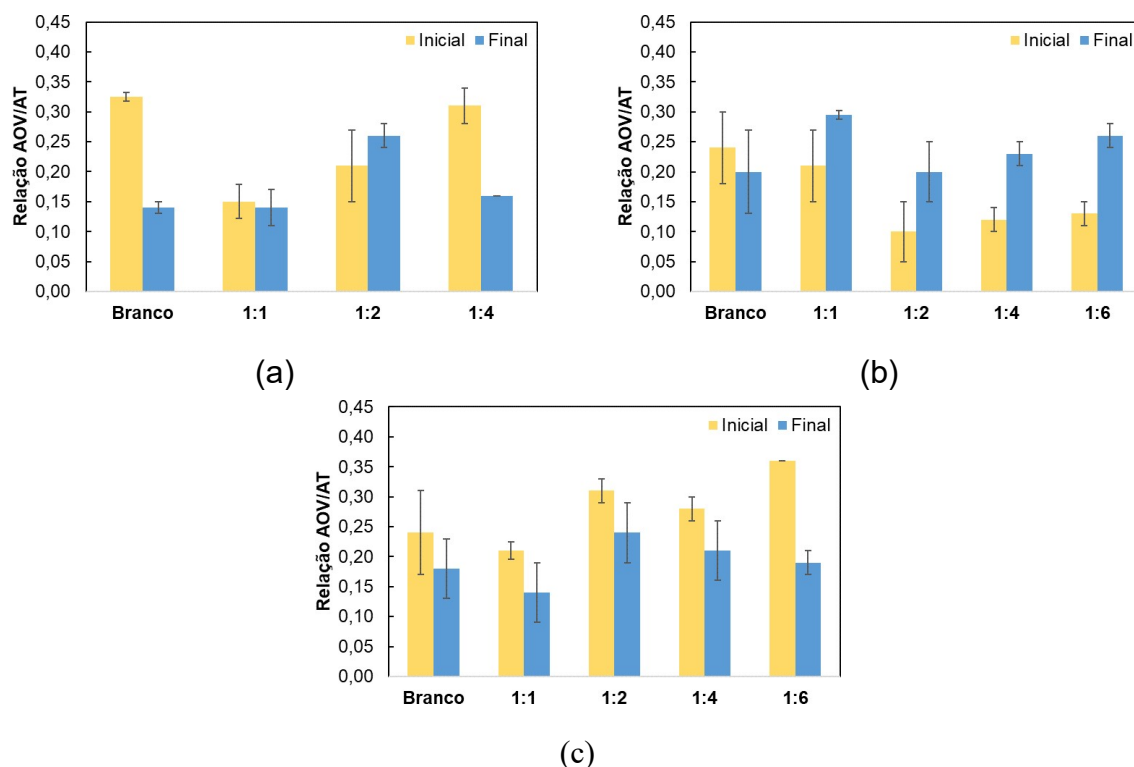 Relação AOV/AT
0,45
0,40
0,35
0,30
0,25
0,20
0,15
0,10
0,05
0,00
Inicial Final
Branco 1:1 1:2 1:4
(a)
Relação AOV/AT
0,45
0,40
0,35
0,30
0,25
0,20
0,15
0,10
0,05
0,00
Inicial Final
Branco 1:1 1:2 1:4 1:6
(b)
Relação AOV/AT
0,45
0,40
0,35
0,30
0,25
0,20
0,15
0,10
0,05
0,00
Inicial Final
Branco 1:1 1:2 1:4 1:6
(c)